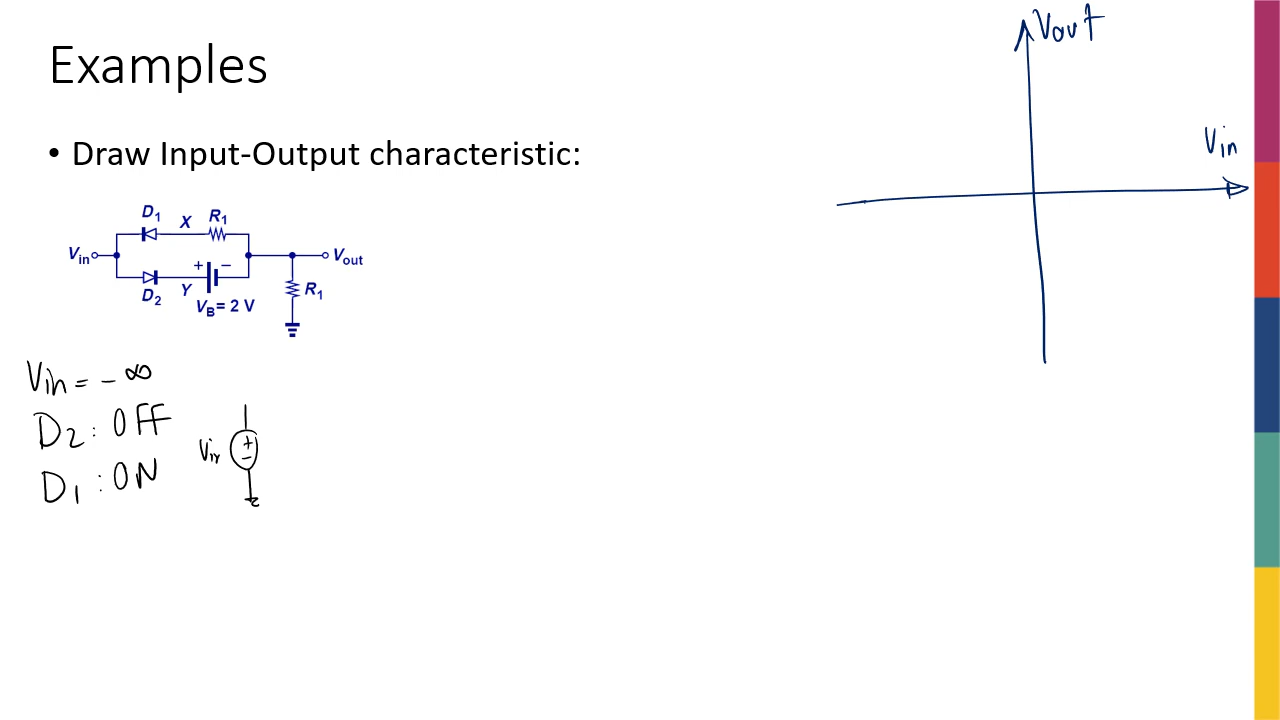 Examples
• Draw Input-Output characteristic:
Vout
Vin
D1
X
R1
Vin
Vout
+ −
D2
Y
VB= 2 V
R1
Vin = - ∞
D2 : OFF
D1 : ON
Vin
+
−